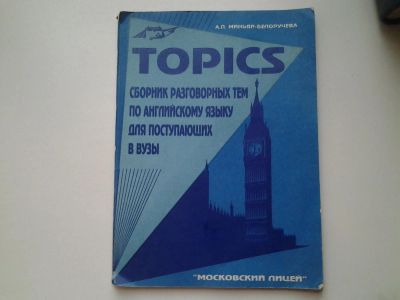 А.П. МИНЬЯР-БЕЛОРУЧЕВА
TOPICS
СБОРНИК РАЗГОВОРНЫХ ТЕМ
ПО АНГЛИЙСКОМУ ЯЗЫКУ
ДЛЯ ПОСТУПАЮЩИХ
В ВУЗЫ
"МОСКОВСКИЙ ЛИЦЕЙ"